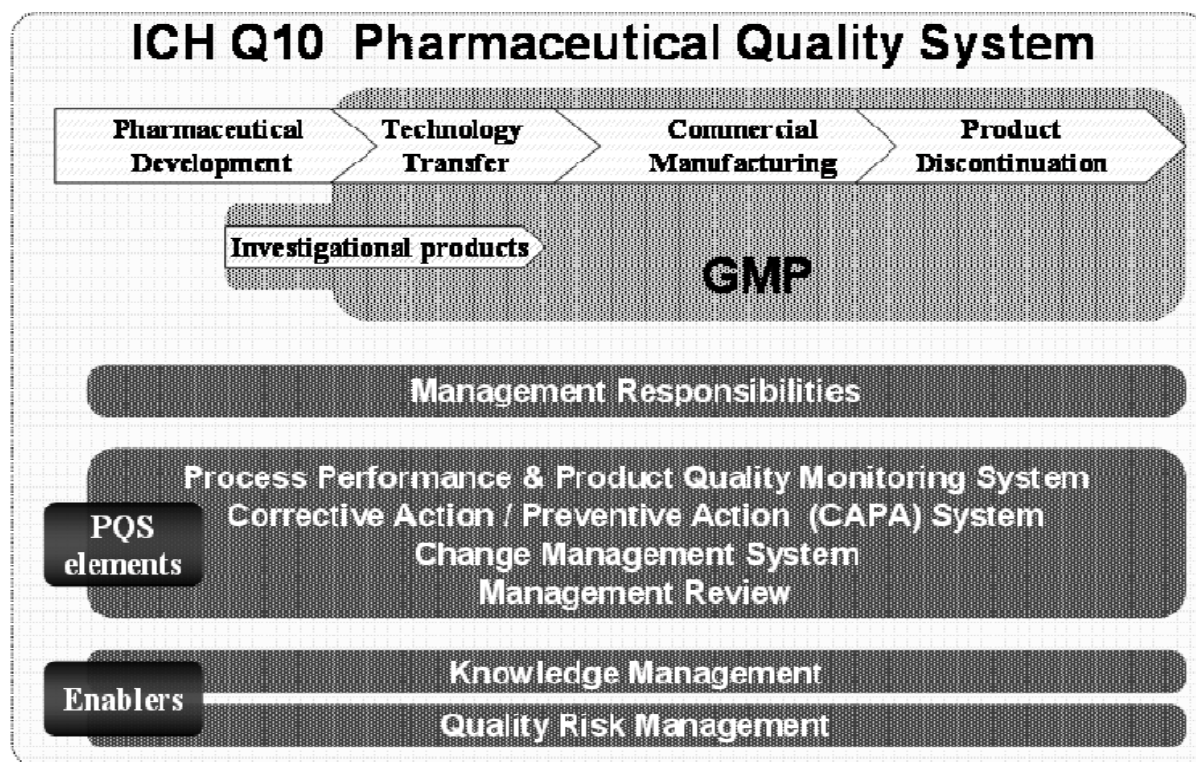 ICH Q10 Pharmaceutical Quality System
Pharmaceutical
Development
Technology
Transfer
Commercial
Manufacturing
Product
Discontinuation
Investigational products
GMP
Management Responsibilities
PQS
elements
Process Performance & Product Quality Monitoring System
Corrective Action / Preventive Action (CAPA) System
Change Management System
Management Review
Enablers
Knowledge Management
Quality Risk Management